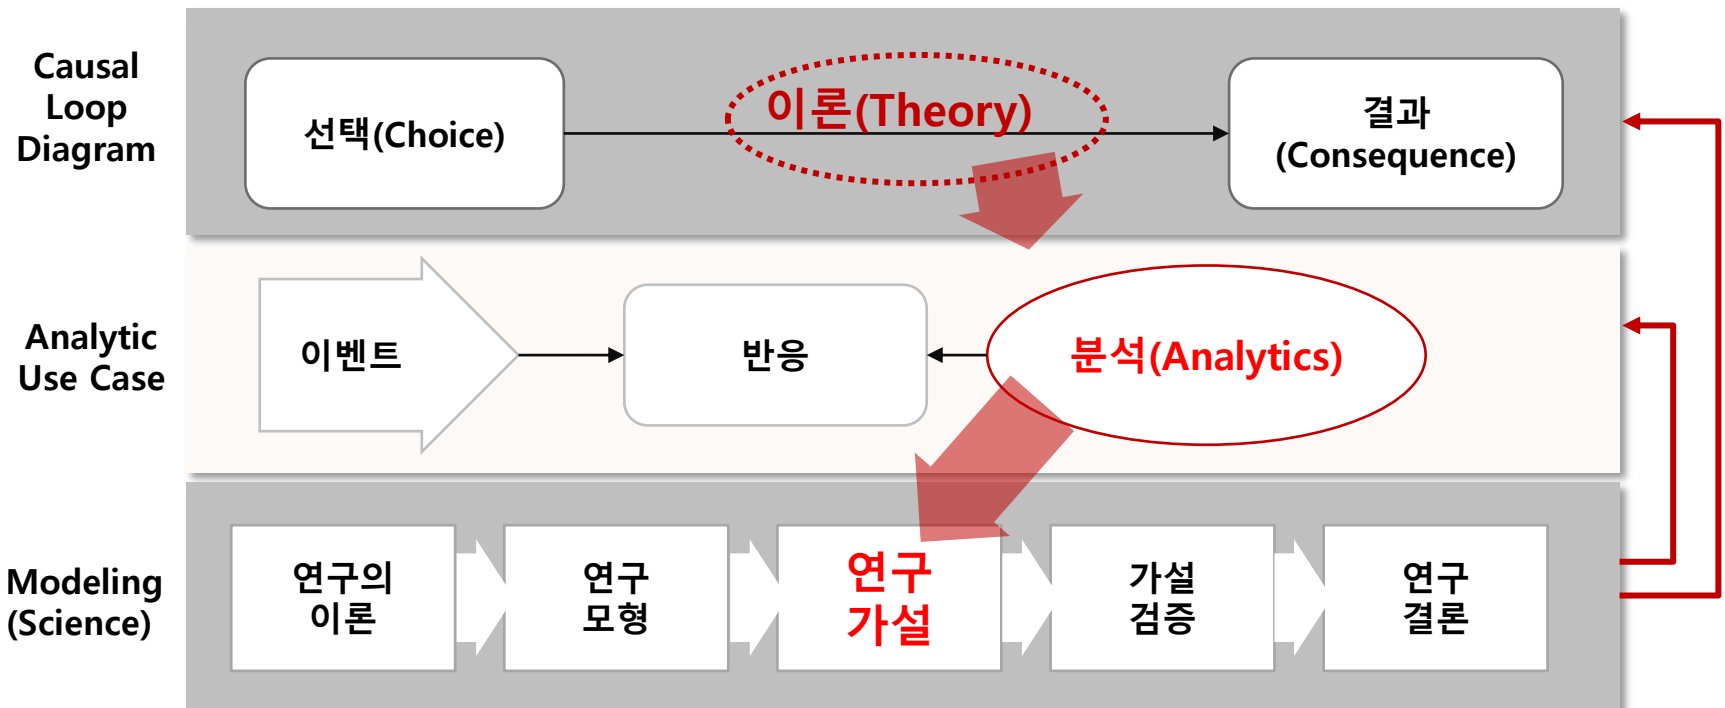 Causal
Loop
Diagram
선택(Choice)
이론(Theory)
결과
(Consequence)
Analytic
Use Case
이벤트
반응
분석(Analytics)
Modeling
(Science)
연구의
이론
연구
모형
연구
가설
가설
검증
연구
결론